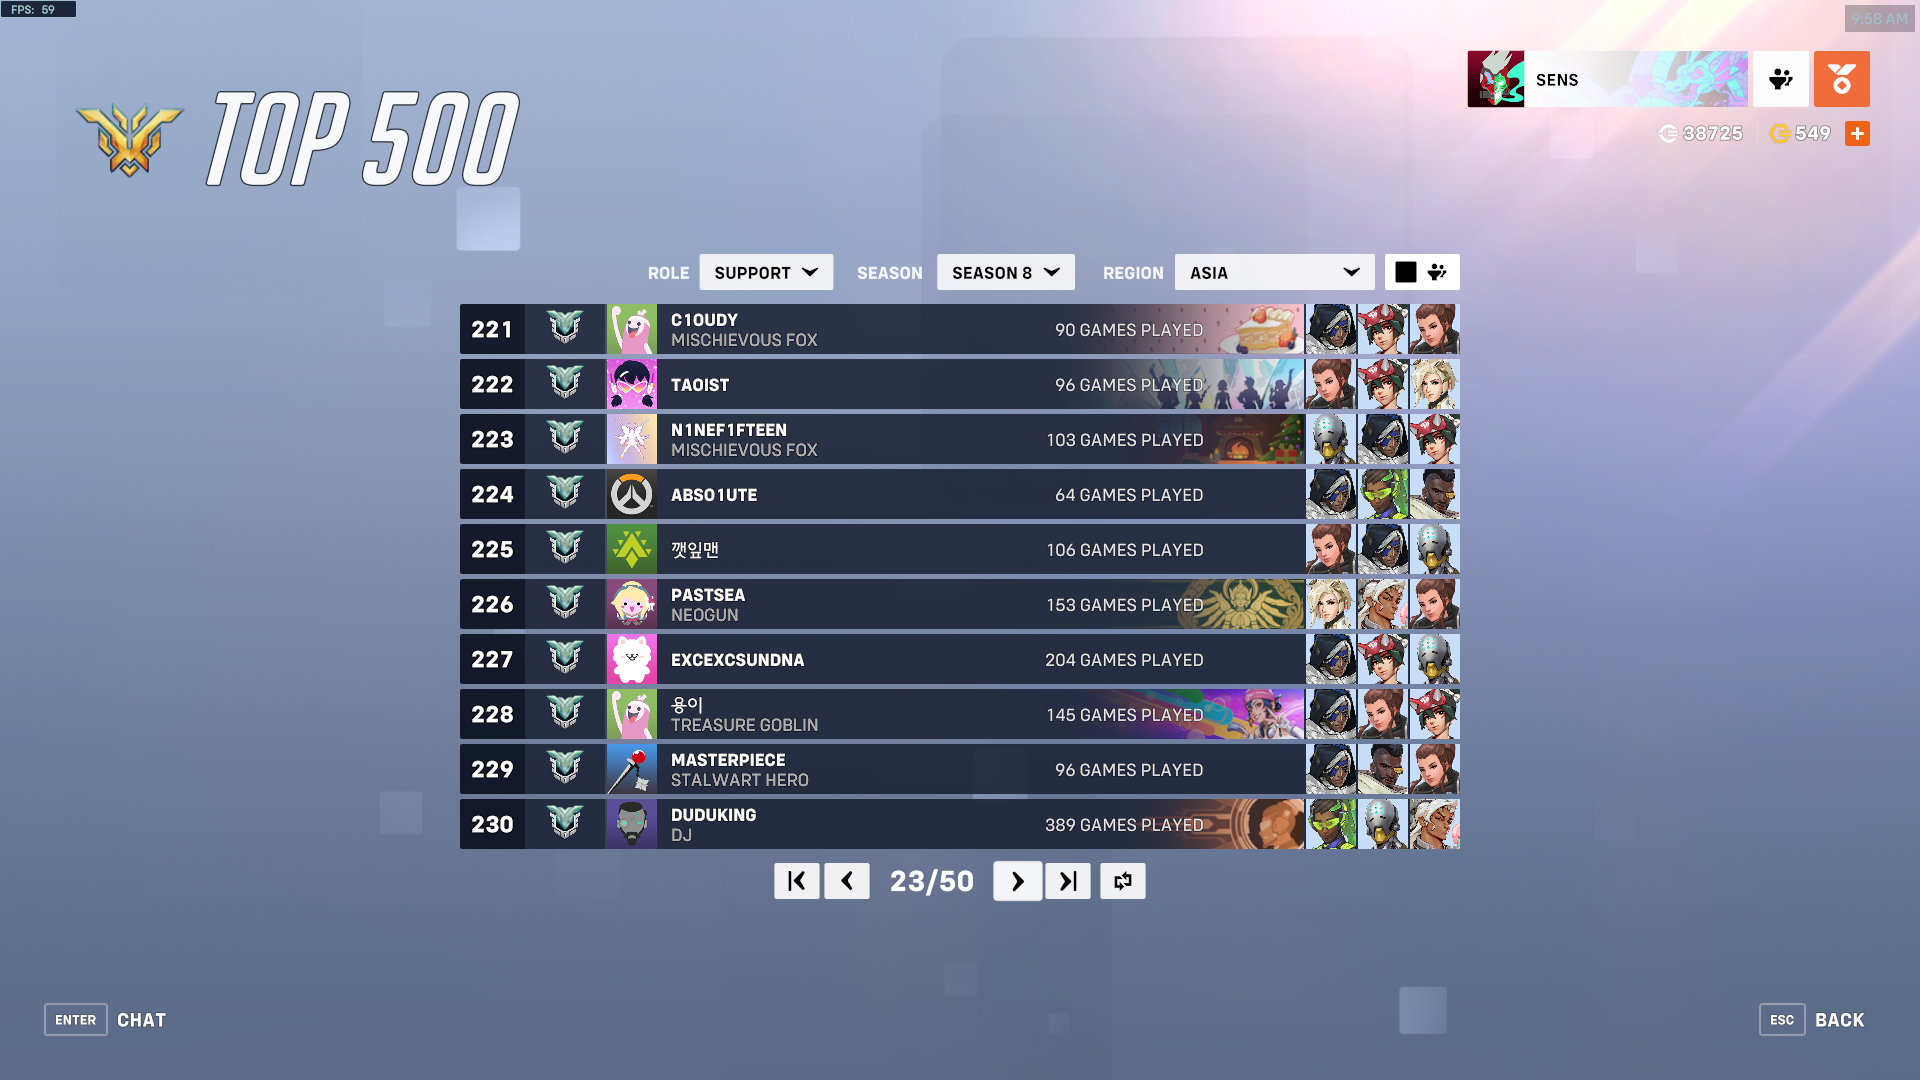 FPS: 59
9:58 AM
TOP 500
SENS
38725
549
ROLE
SUPPORT
SEASON
SEASON 8
REGION
ASIA
221
C1OUDY
MISCHIEVOUS FOX
90 GAMES PLAYED
222
TAOIST
96 GAMES PLAYED
223
N1NEF1FTEEN
MISCHIEVOUS FOX
103 GAMES PLAYED
224
ABSO1UTE
64 GAMES PLAYED
225
깻잎맨
106 GAMES PLAYED
226
PASTSEA
NEOGUN
153 GAMES PLAYED
227
EXCEXCSUNDNA
204 GAMES PLAYED
228
용이
TREASURE GOBLIN
145 GAMES PLAYED
229
MASTERPIECE
STALWART HERO
96 GAMES PLAYED
230
DUDUKING
DJ
389 GAMES PLAYED
23/50
ENTER
CHAT
ESC
BACK